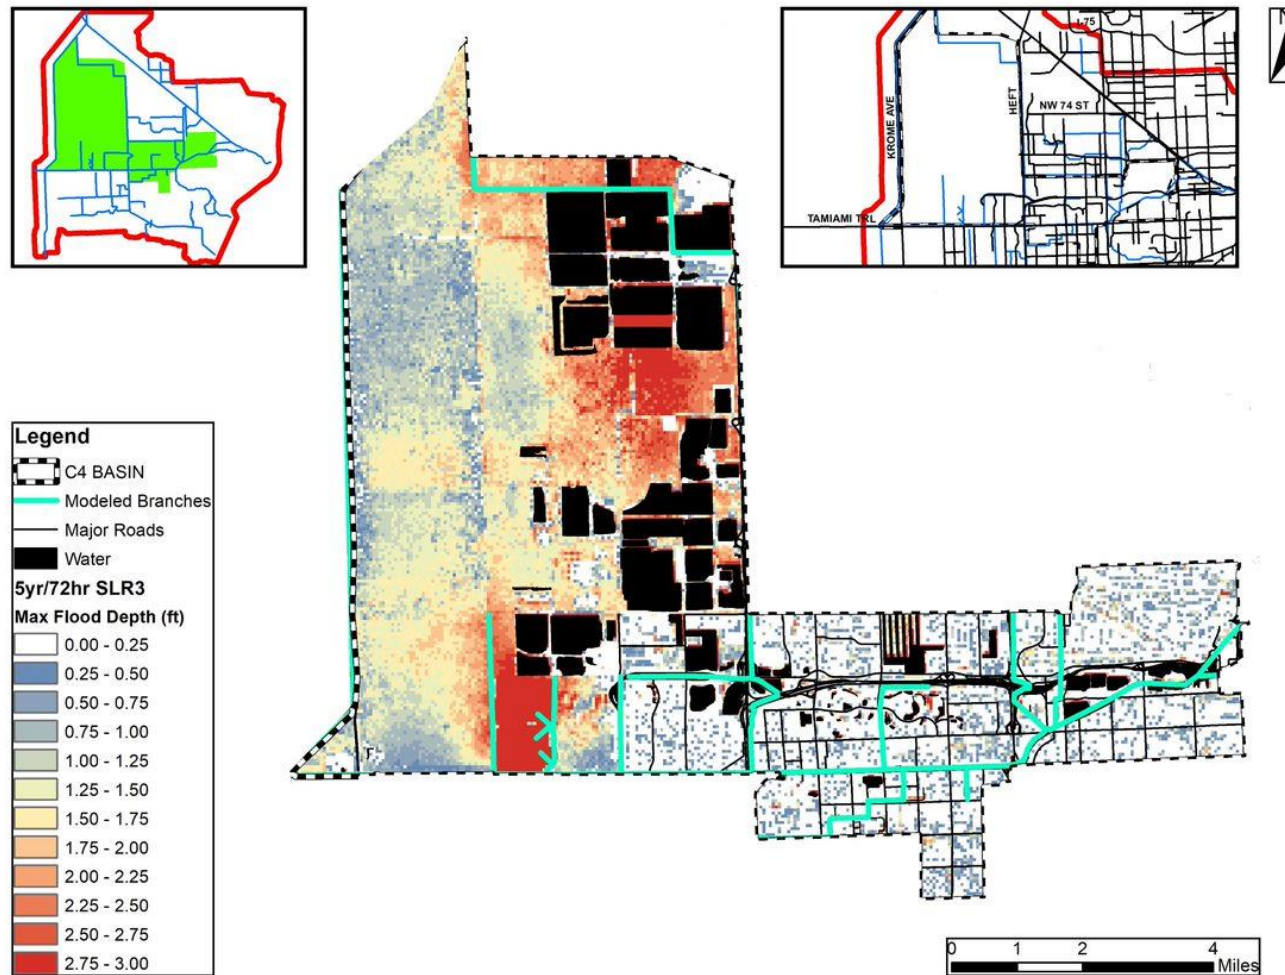 I-75
KROME AVE
HEFT
NW 74 ST
TAMIAMI TRL
Legend
C4 BASIN
Modeled Branches
Major Roads
Water
5yr/72hr SLR3
Max Flood Depth (ft)
0.00 - 0.25
0.25 - 0.50
0.50 - 0.75
0.75 - 1.00
1.00 - 1.25
1.25 - 1.50
1.50 - 1.75
1.75 - 2.00
2.00 - 2.25
2.25 - 2.50
2.50 - 2.75
2.75 - 3.00
0 1 2 4
Miles